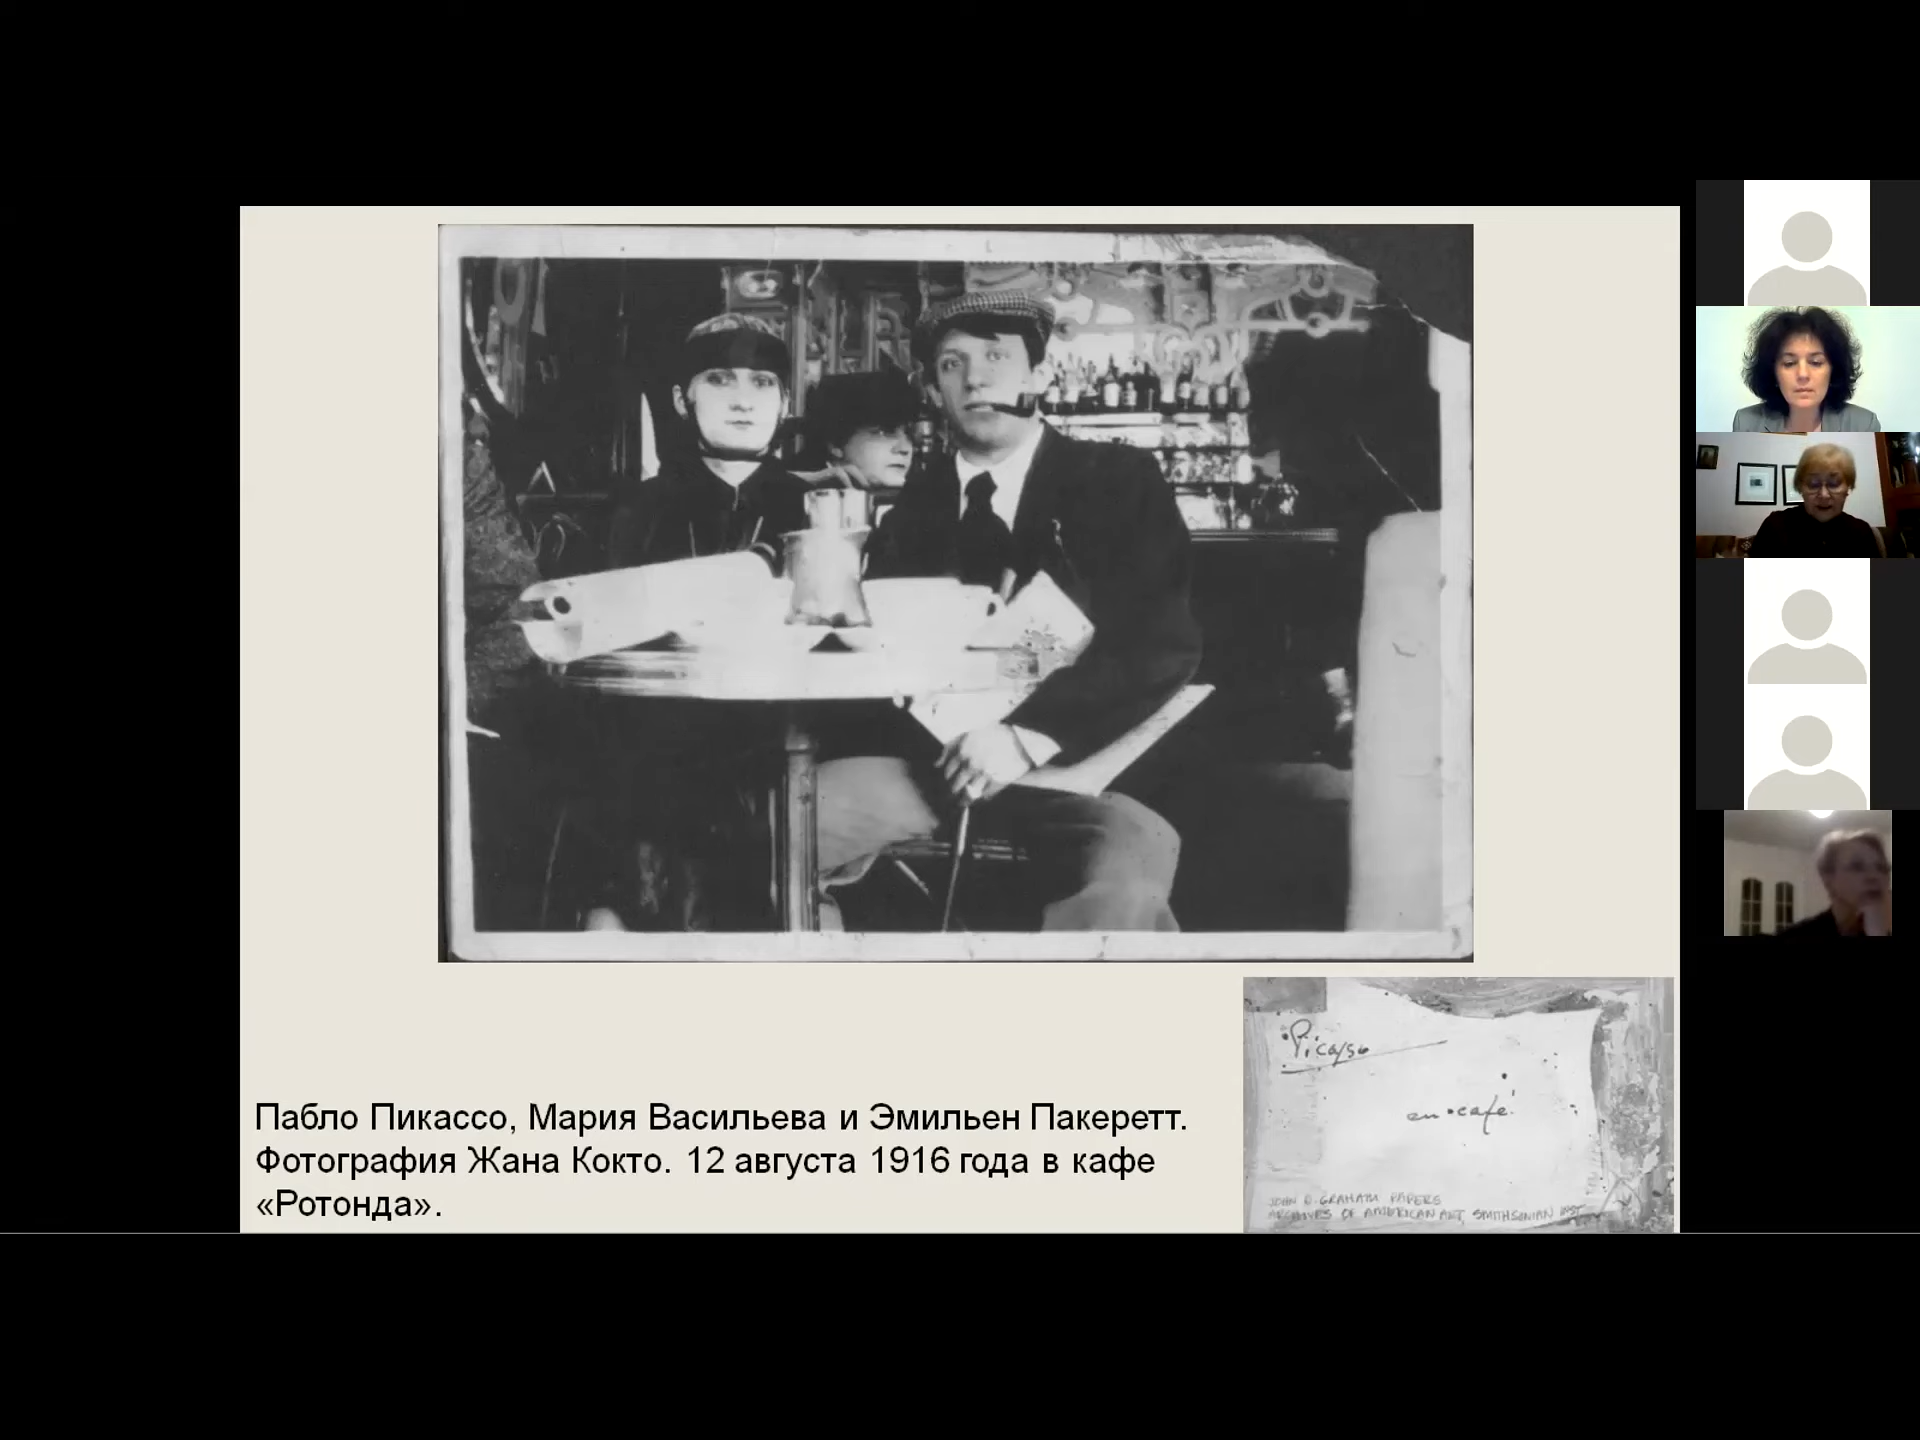 Picasso
en café.
JOHN D. GRAHAM PAPERS
ARCHIVES OF AMERICAN ART, SMITHSONIAN INST.
Пабло Пикассо, Мария Васильева и Эмильен Пакеретт.
Фотография Жана Кокто. 12 августа 1916 года в кафе
«Ротонда».